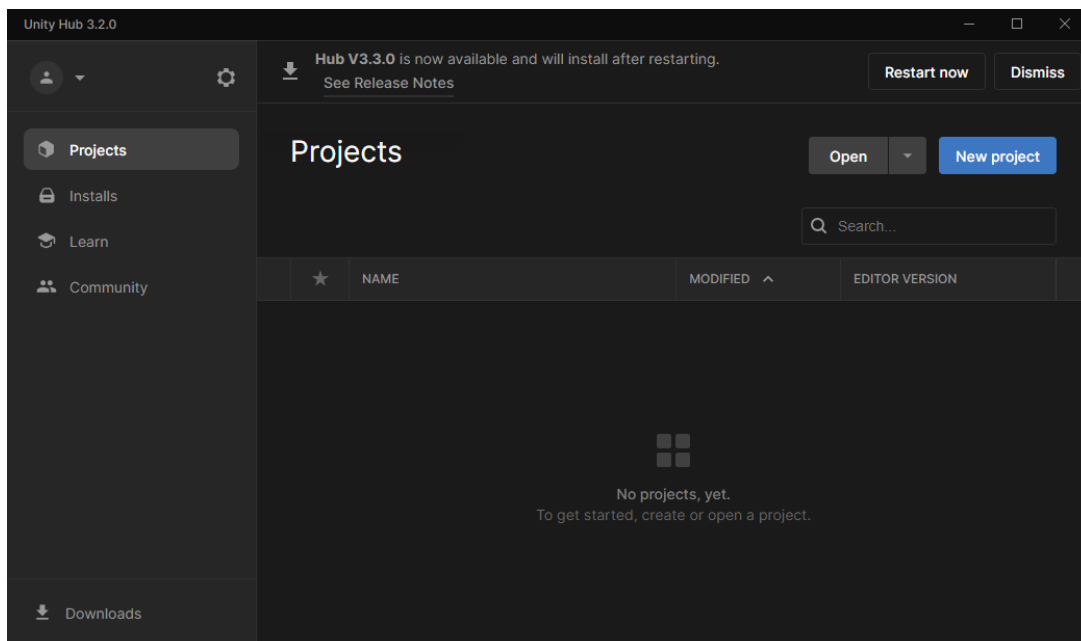 Unity Hub 3.2.0
Hub V3.3.0 is now available and will install after restarting.
See Release Notes
Restart now
Dismiss
Projects
Installs
Learn
Community
Downloads
Projects
Open
New project
Search...
NAME
MODIFIED
EDITOR VERSION
No projects, yet.
To get started, create or open a project.